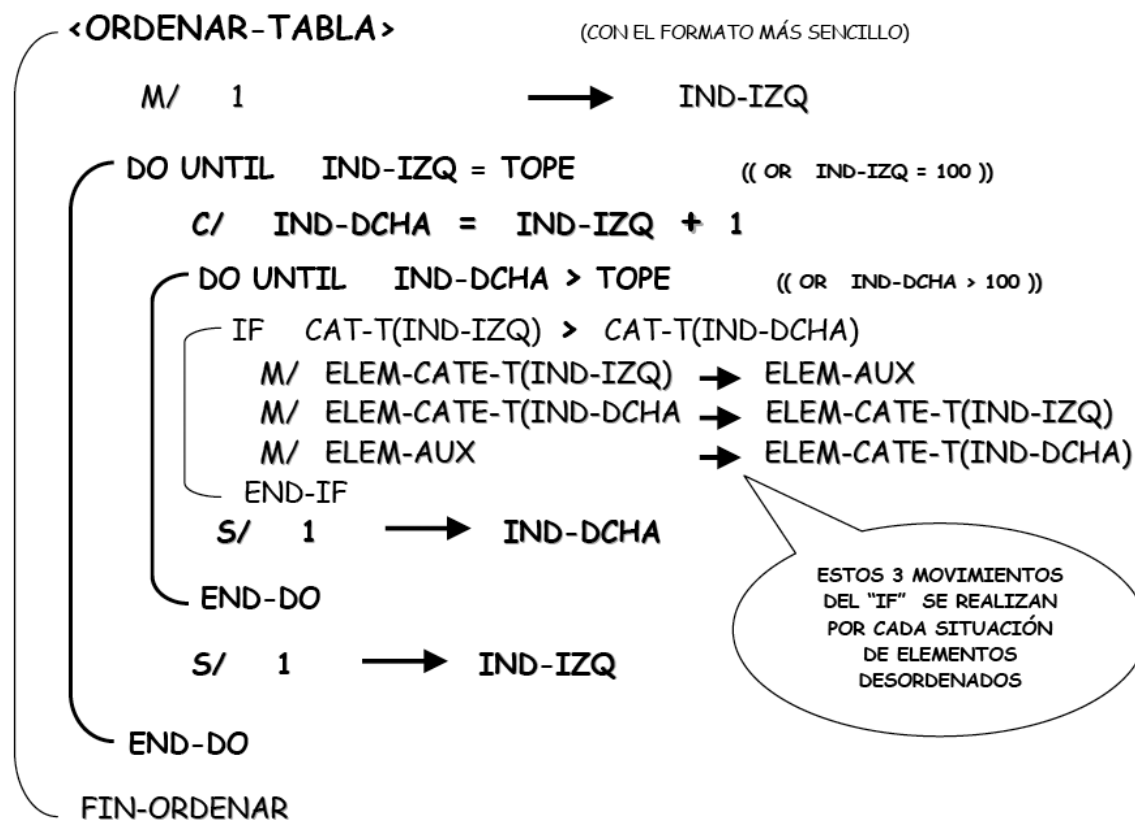 <ORDENAR-TABLA> (CON EL FORMATO MÁS SENCILLO)
M/ 1 → IND-IZQ
DO UNTIL IND-IZQ = TOPE (( OR IND-IZQ = 100 ))
C/ IND-DCHA = IND-IZQ + 1
DO UNTIL IND-DCHA > TOPE (( OR IND-DCHA > 100 ))
IF CAT-T(IND-IZQ) > CAT-T(IND-DCHA)
M/ ELEM-CATE-T(IND-IZQ) → ELEM-AUX
M/ ELEM-CATE-T(IND-DCHA → ELEM-CATE-T(IND-IZQ)
M/ ELEM-AUX → ELEM-CATE-T(IND-DCHA)
END-IF
S/ 1 → IND-DCHA
ESTOS 3 MOVIMIENTOS
DEL "IF" SE REALIZAN
POR CADA SITUACIÓN
DE ELEMENTOS
DESORDENADOS
END-DO
S/ 1 → IND-IZQ
END-DO
FIN-ORDENAR